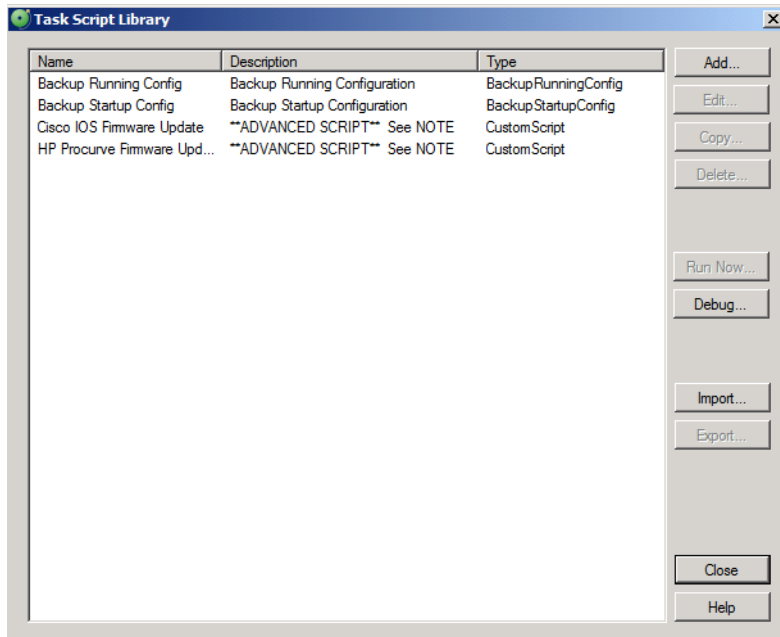 Task Script Library
Name Description Type
Backup Running Config Backup Running Configuration BackupRunningConfig
Backup Startup Config Backup Startup Configuration BackupStartupConfig
Cisco IOS Firmware Update **ADVANCED SCRIPT** See NOTE CustomScript
HP Procurve Firmware Upd... **ADVANCED SCRIPT** See NOTE CustomScript
Add...
Edit...
Copy...
Delete...
Run Now...
Debug...
Import...
Export...
Close
Help